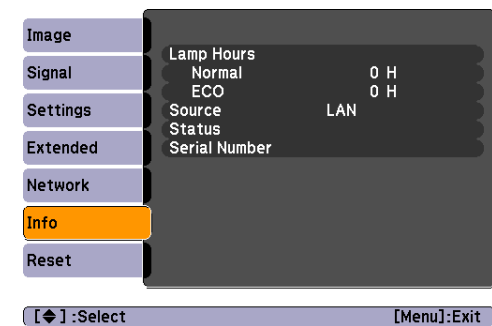 Image
Signal
Settings
Extended
Network
Info
Reset
Lamp Hours
Normal 0 H
ECO 0 H
Source LAN
Status
Serial Number
[◆] :Select [Menu]:Exit